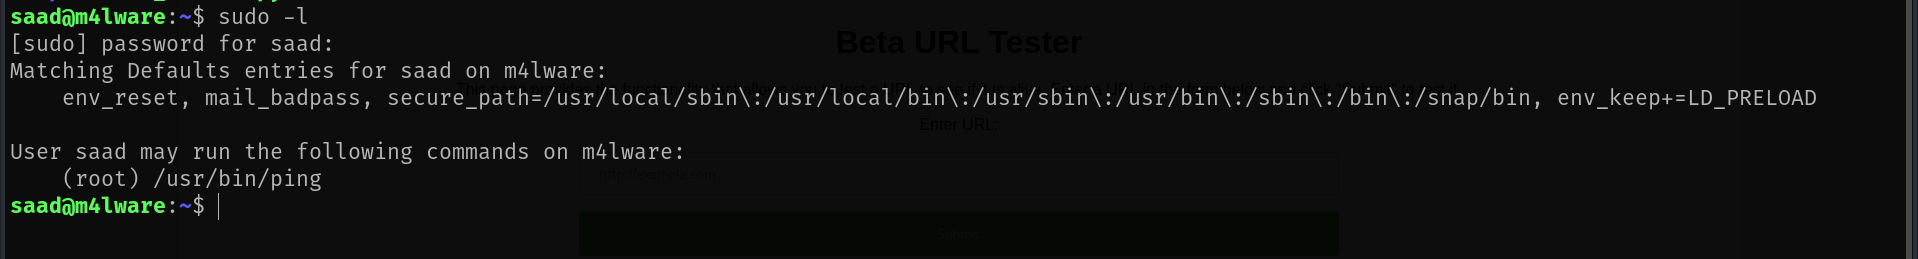 saad@m4lware:~$ sudo -l
[sudo] password for saad:
Matching Defaults entries for saad on m4lware:
    env_reset, mail_badpass, secure_path=/usr/local/sbin\:/usr/local/bin\:/usr/sbin\:/usr/bin\:/sbin\:/bin\:/snap/bin, env_keep+=LD_PRELOAD
User saad may run the following commands on m4lware:
    (root) /usr/bin/ping
saad@m4lware:~$
Beta URL Tester
Enter URL:
http://example.com
Submit